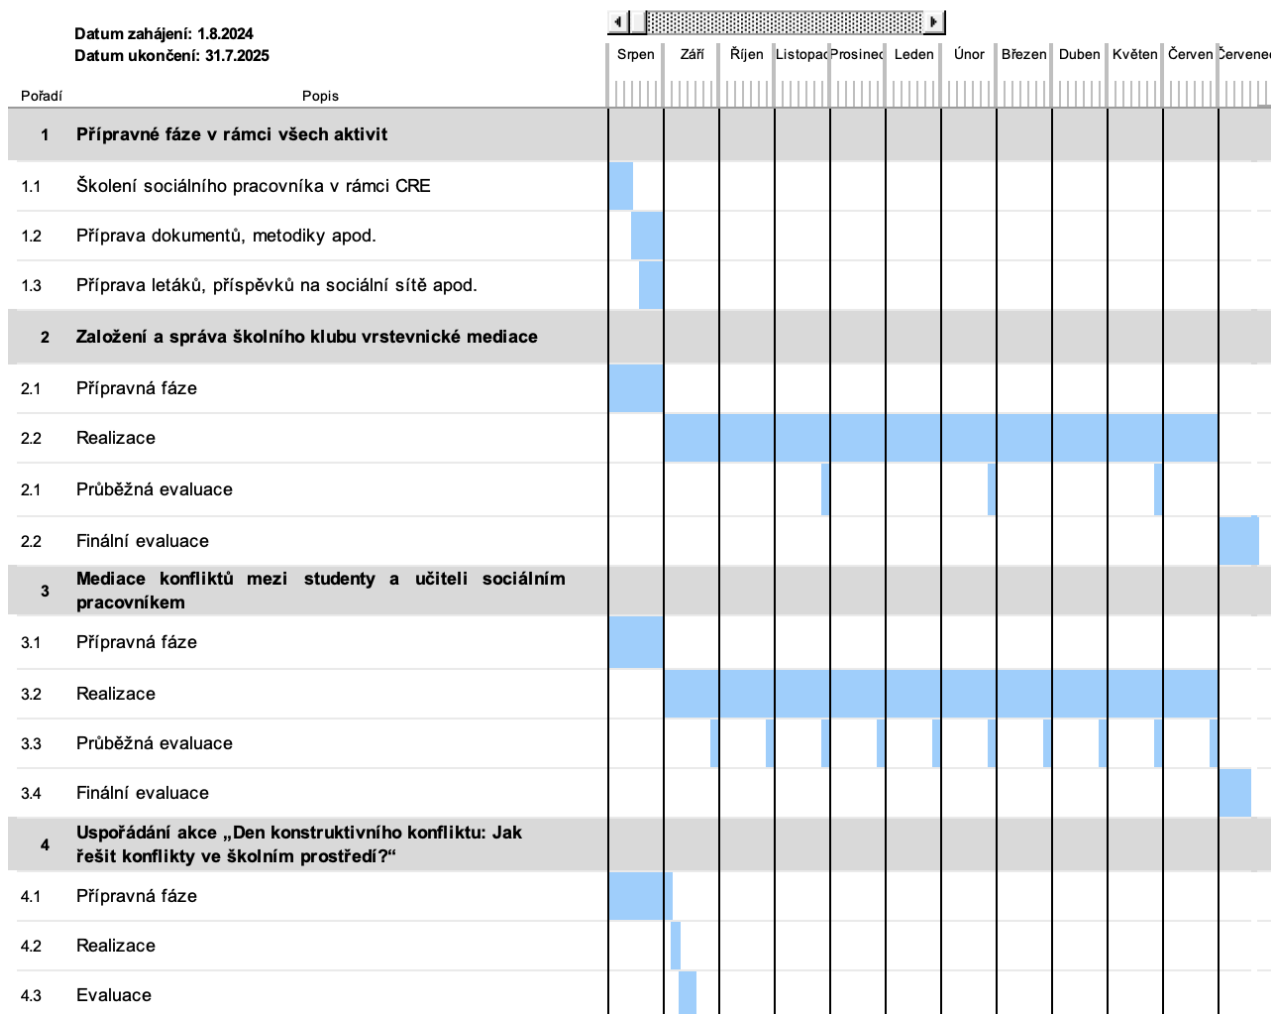 Datum zahájení: 1.8.2024
Datum ukončení: 31.7.2025
Srpen Září Říjen Listopad Prosinec Leden Únor Březen Duben Květen Červen Červenec
Pořadí Popis
1 Přípravné fáze v rámci všech aktivit
1.1 Školení sociálního pracovníka v rámci CRE
1.2 Příprava dokumentů, metodiky apod.
1.3 Příprava letáků, příspěvků na sociální sítě apod.
2 Založení a správa školního klubu vrstevnické mediace
2.1 Přípravná fáze
2.2 Realizace
2.1 Průběžná evaluace
2.2 Finální evaluace
3 Mediace konfliktů mezi studenty a učiteli sociálním
pracovníkem
3.1 Přípravná fáze
3.2 Realizace
3.3 Průběžná evaluace
3.4 Finální evaluace
4 Uspořádání akce „Den konstruktivního konfliktu: Jak
řešit konflikty ve školním prostředí?“
4.1 Přípravná fáze
4.2 Realizace
4.3 Evaluace